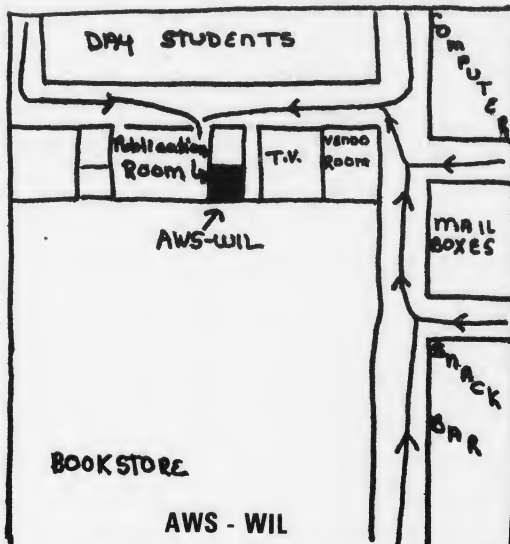 DAY STUDENTS
COMPUTER
Publication
Room
T.V.
VENDO
ROOM
AWS-WIL
MAIL
BOXES
SNACK
BAR
BOOKSTORE
AWS - WIL